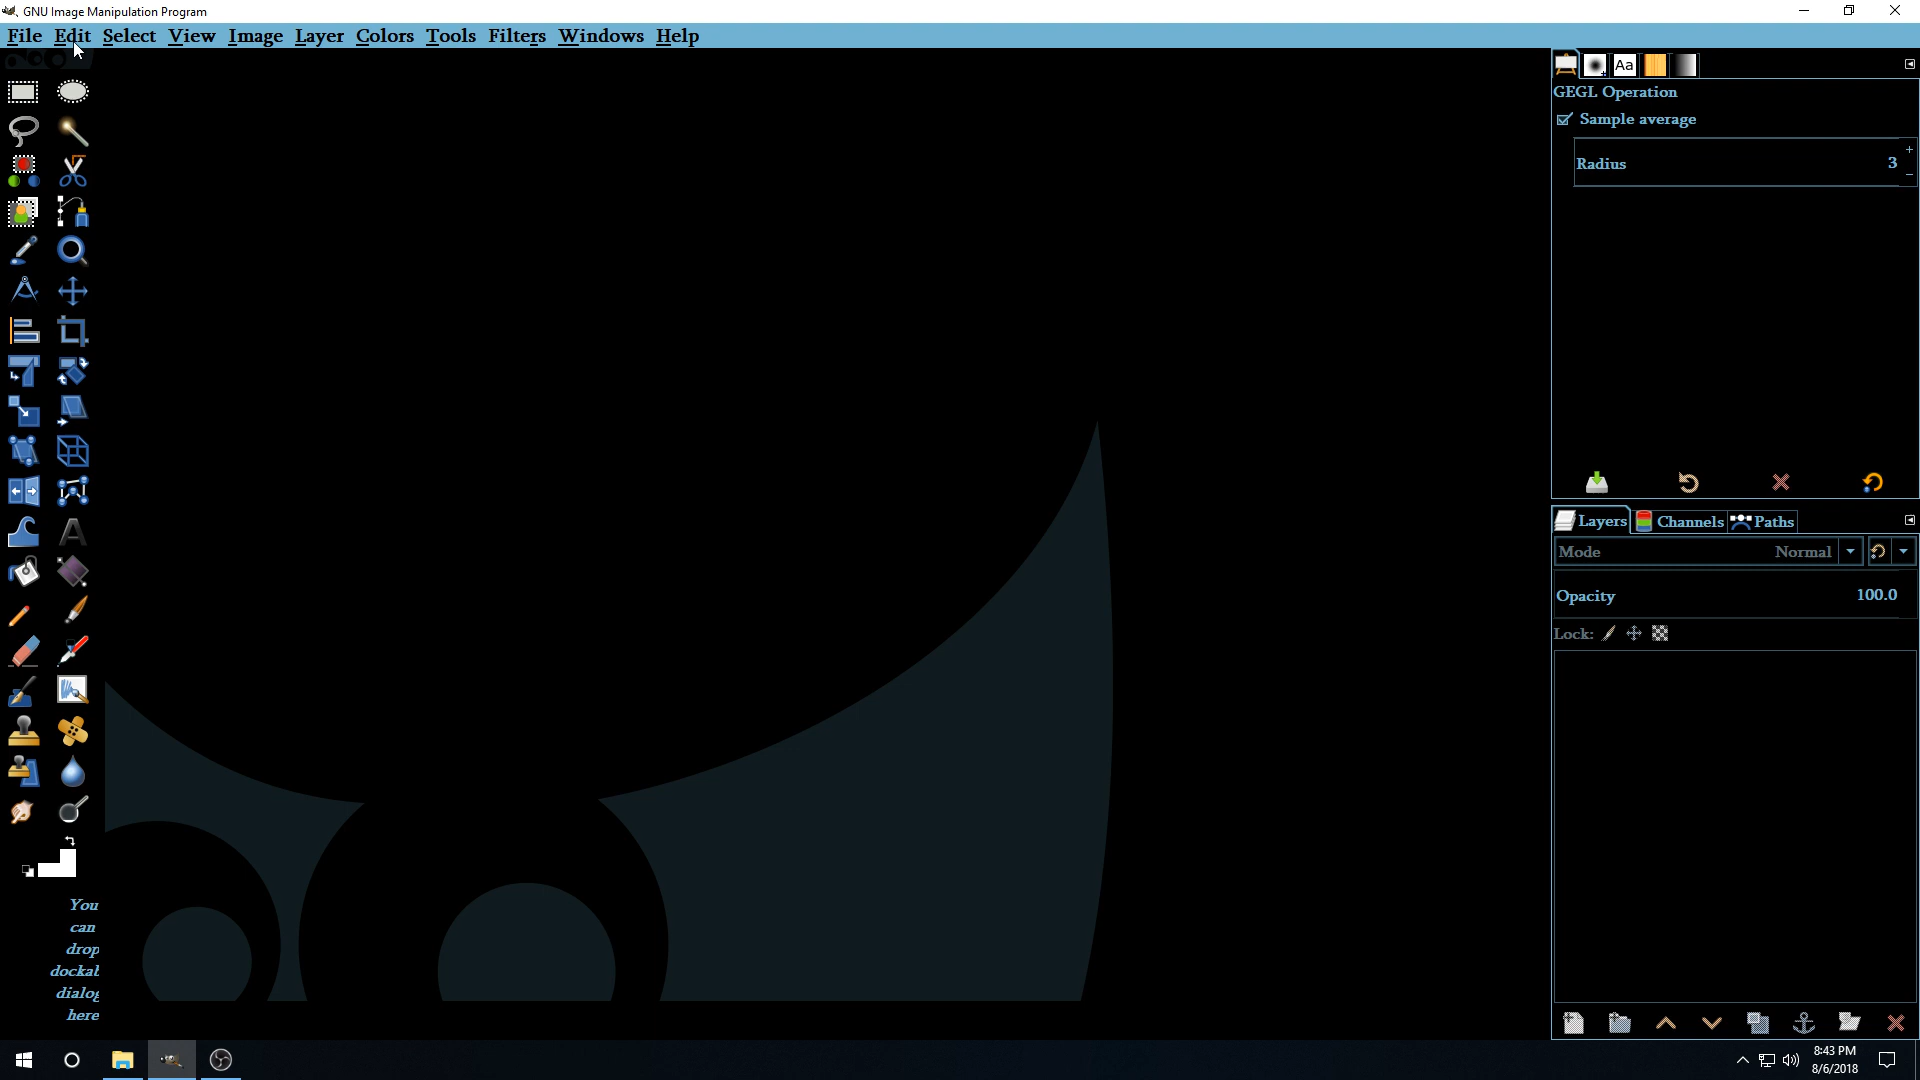 GNU Image Manipulation Program
File Edit Select View Image Layer Colors Tools Filters Windows Help
Aa
GEGL Operation
Sample average
Radius 3
Layers Channels Paths
Mode Normal
Opacity 100.0
Lock:
You
can
drop
dockab
dialog
here
8:43 PM
8/6/2018